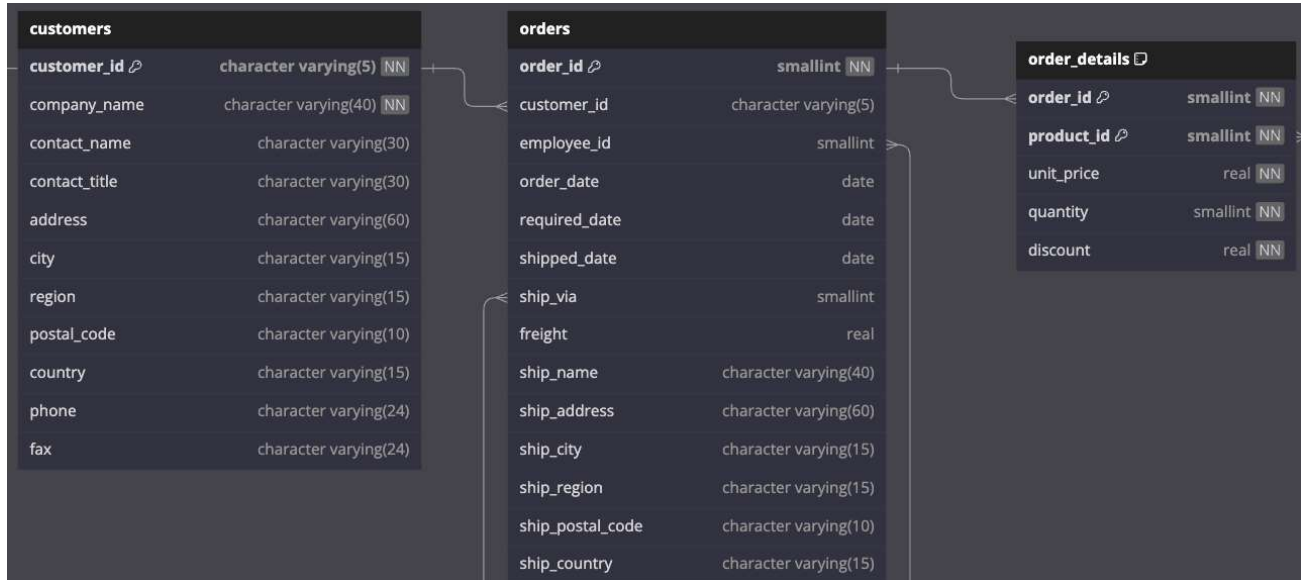 customers
customer_id character varying(5) NN
company_name character varying(40) NN
contact_name character varying(30)
contact_title character varying(30)
address character varying(60)
city character varying(15)
region character varying(15)
postal_code character varying(10)
country character varying(15)
phone character varying(24)
fax character varying(24)
orders
order_id smallint NN
customer_id character varying(5)
employee_id smallint
order_date date
required_date date
shipped_date date
ship_via smallint
freight real
ship_name character varying(40)
ship_address character varying(60)
ship_city character varying(15)
ship_region character varying(15)
ship_postal_code character varying(10)
ship_country character varying(15)
order_details
order_id smallint NN
product_id smallint NN
unit_price real NN
quantity smallint NN
discount real NN